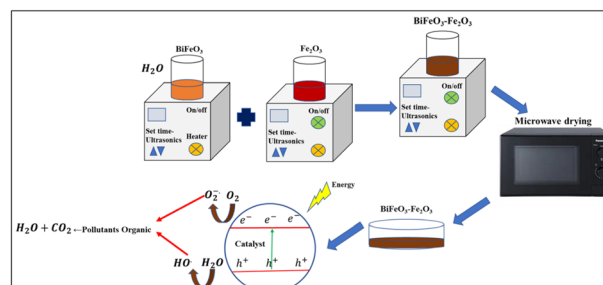 BiFeO₃-Fe₂O₃
BiFeO₃
Fe₂O₃
H₂O
On/off
On/off
On/off
Set time-
Ultrasonics
Heater
Set time-
Ultrasonics
Set time-
Ultrasonics
Microwave drying
Energy
O₂⁻ O₂
BiFeO₃-Fe₂O₃
e⁻ e⁻ e⁻
H₂O + CO₂ ←Pollutants Organic
Catalyst
HO· H₂O
h⁺ h⁺ h⁺